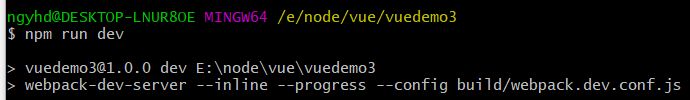 ngyhd@DESKTOP-LNUR8OE MINGW64 /e/node/vue/vuedemo3
$ npm run dev
> vuedemo3@1.0.0 dev E:\node\vue\vuedemo3
> webpack-dev-server --inline --progress --config build/webpack.dev.conf.js